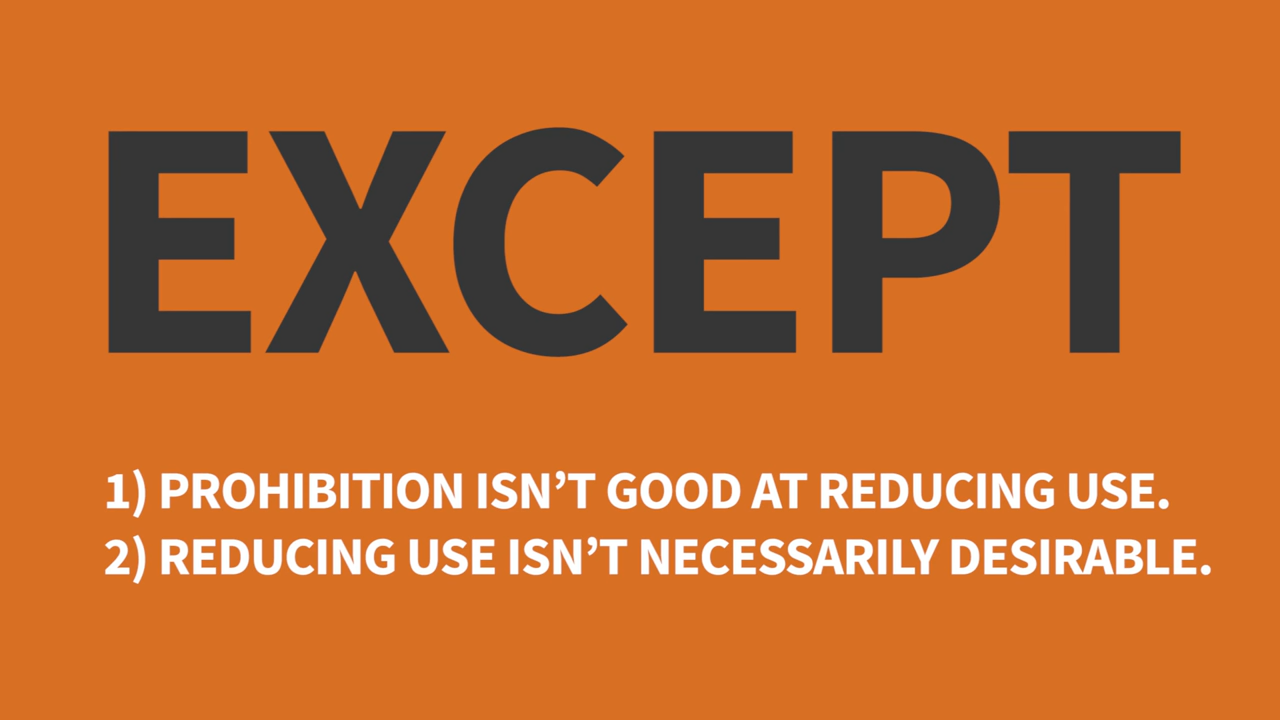 EXCEPT
1) PROHIBITION ISN’T GOOD AT REDUCING USE.
2) REDUCING USE ISN’T NECESSARILY DESIRABLE.